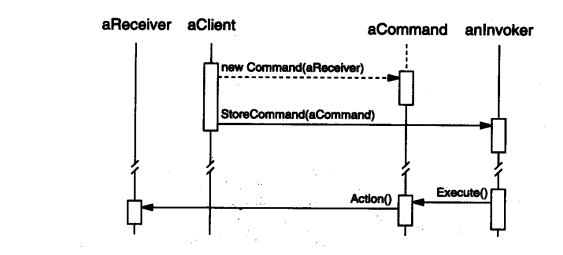 aReceiver aClient aCommand anInvoker
new Command(aReceiver)
StoreCommand(aCommand)
Action() Execute()